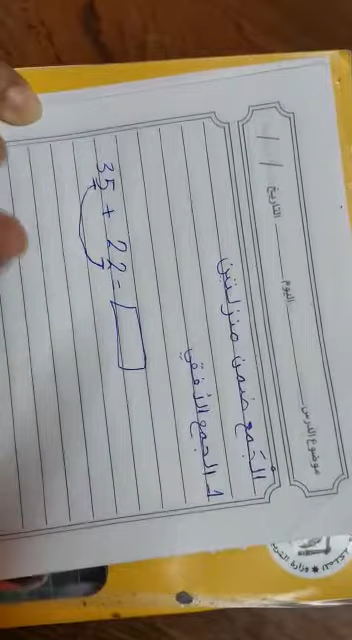 موضوع الدرس
اليوم
التاريخ / /
الجمع ضمن منزلتين
1- الجمع الأفقي
35 + 22 =